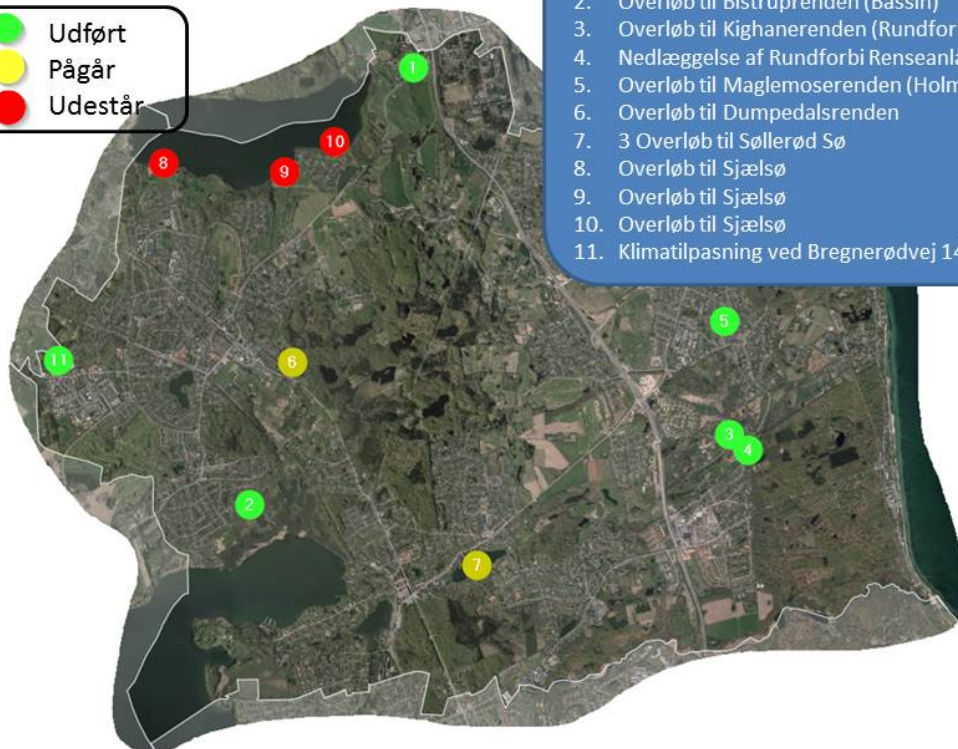 Udført
Pågår
Udestår
2. Overløb til Bistruprenden (Bassin)
3. Overløb til Kighanerenden (Rundfor
4. Nedlæggelse af Rundforbi Renseanla
5. Overløb til Maglemoserenden (Holm
6. Overløb til Dumpedalsrenden
7. 3 Overløb til Søllerød Sø
8. Overløb til Sjælsø
9. Overløb til Sjælsø
10. Overløb til Sjælsø
11. Klimatilpasning ved Bregnerødvej 14
1
10
8
9
5
11
6
3
4
2
7